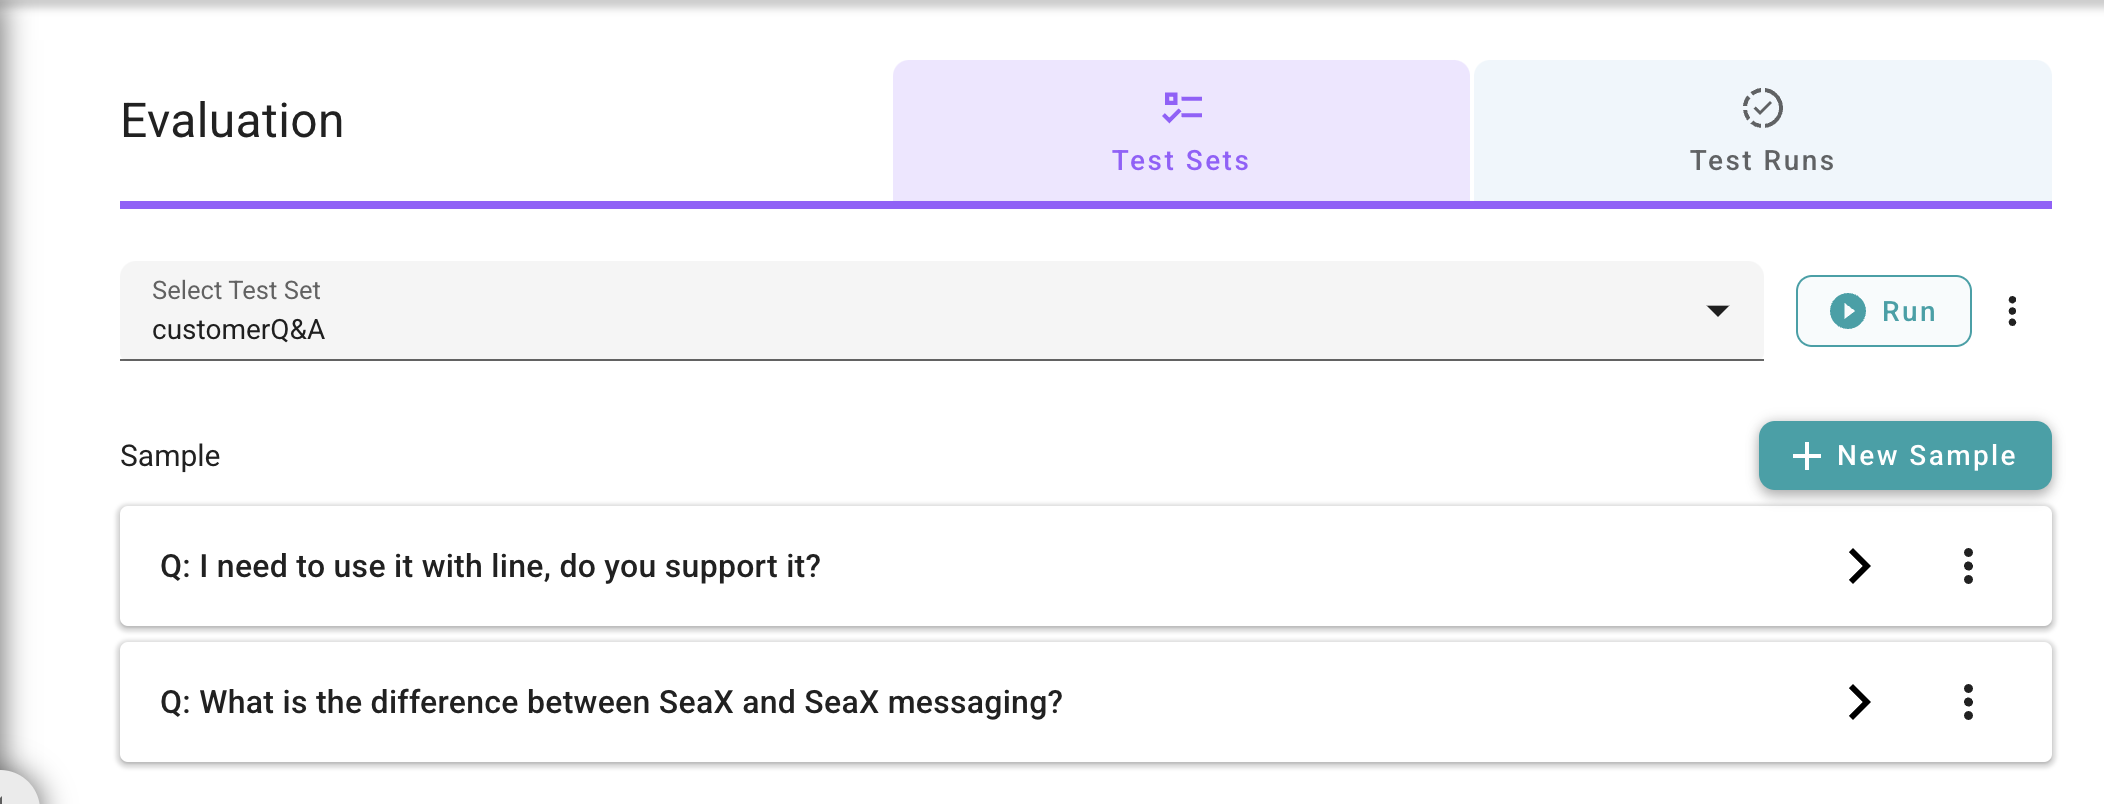 Evaluation
Test Sets
Test Runs
Select Test Set
customerQ&A
Run
Sample
New Sample
Q: I need to use it with line, do you support it?
Q: What is the difference between SeaX and SeaX messaging?